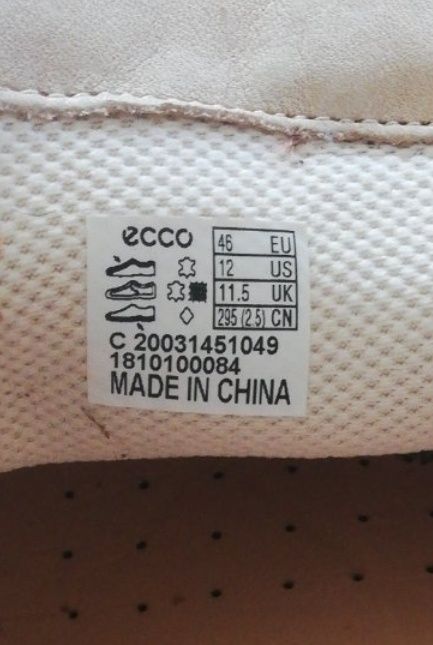 ecco
46 EU
12 US
11.5 UK
295 (2.5) CN
C 20031451049
1810100084
MADE IN CHINA